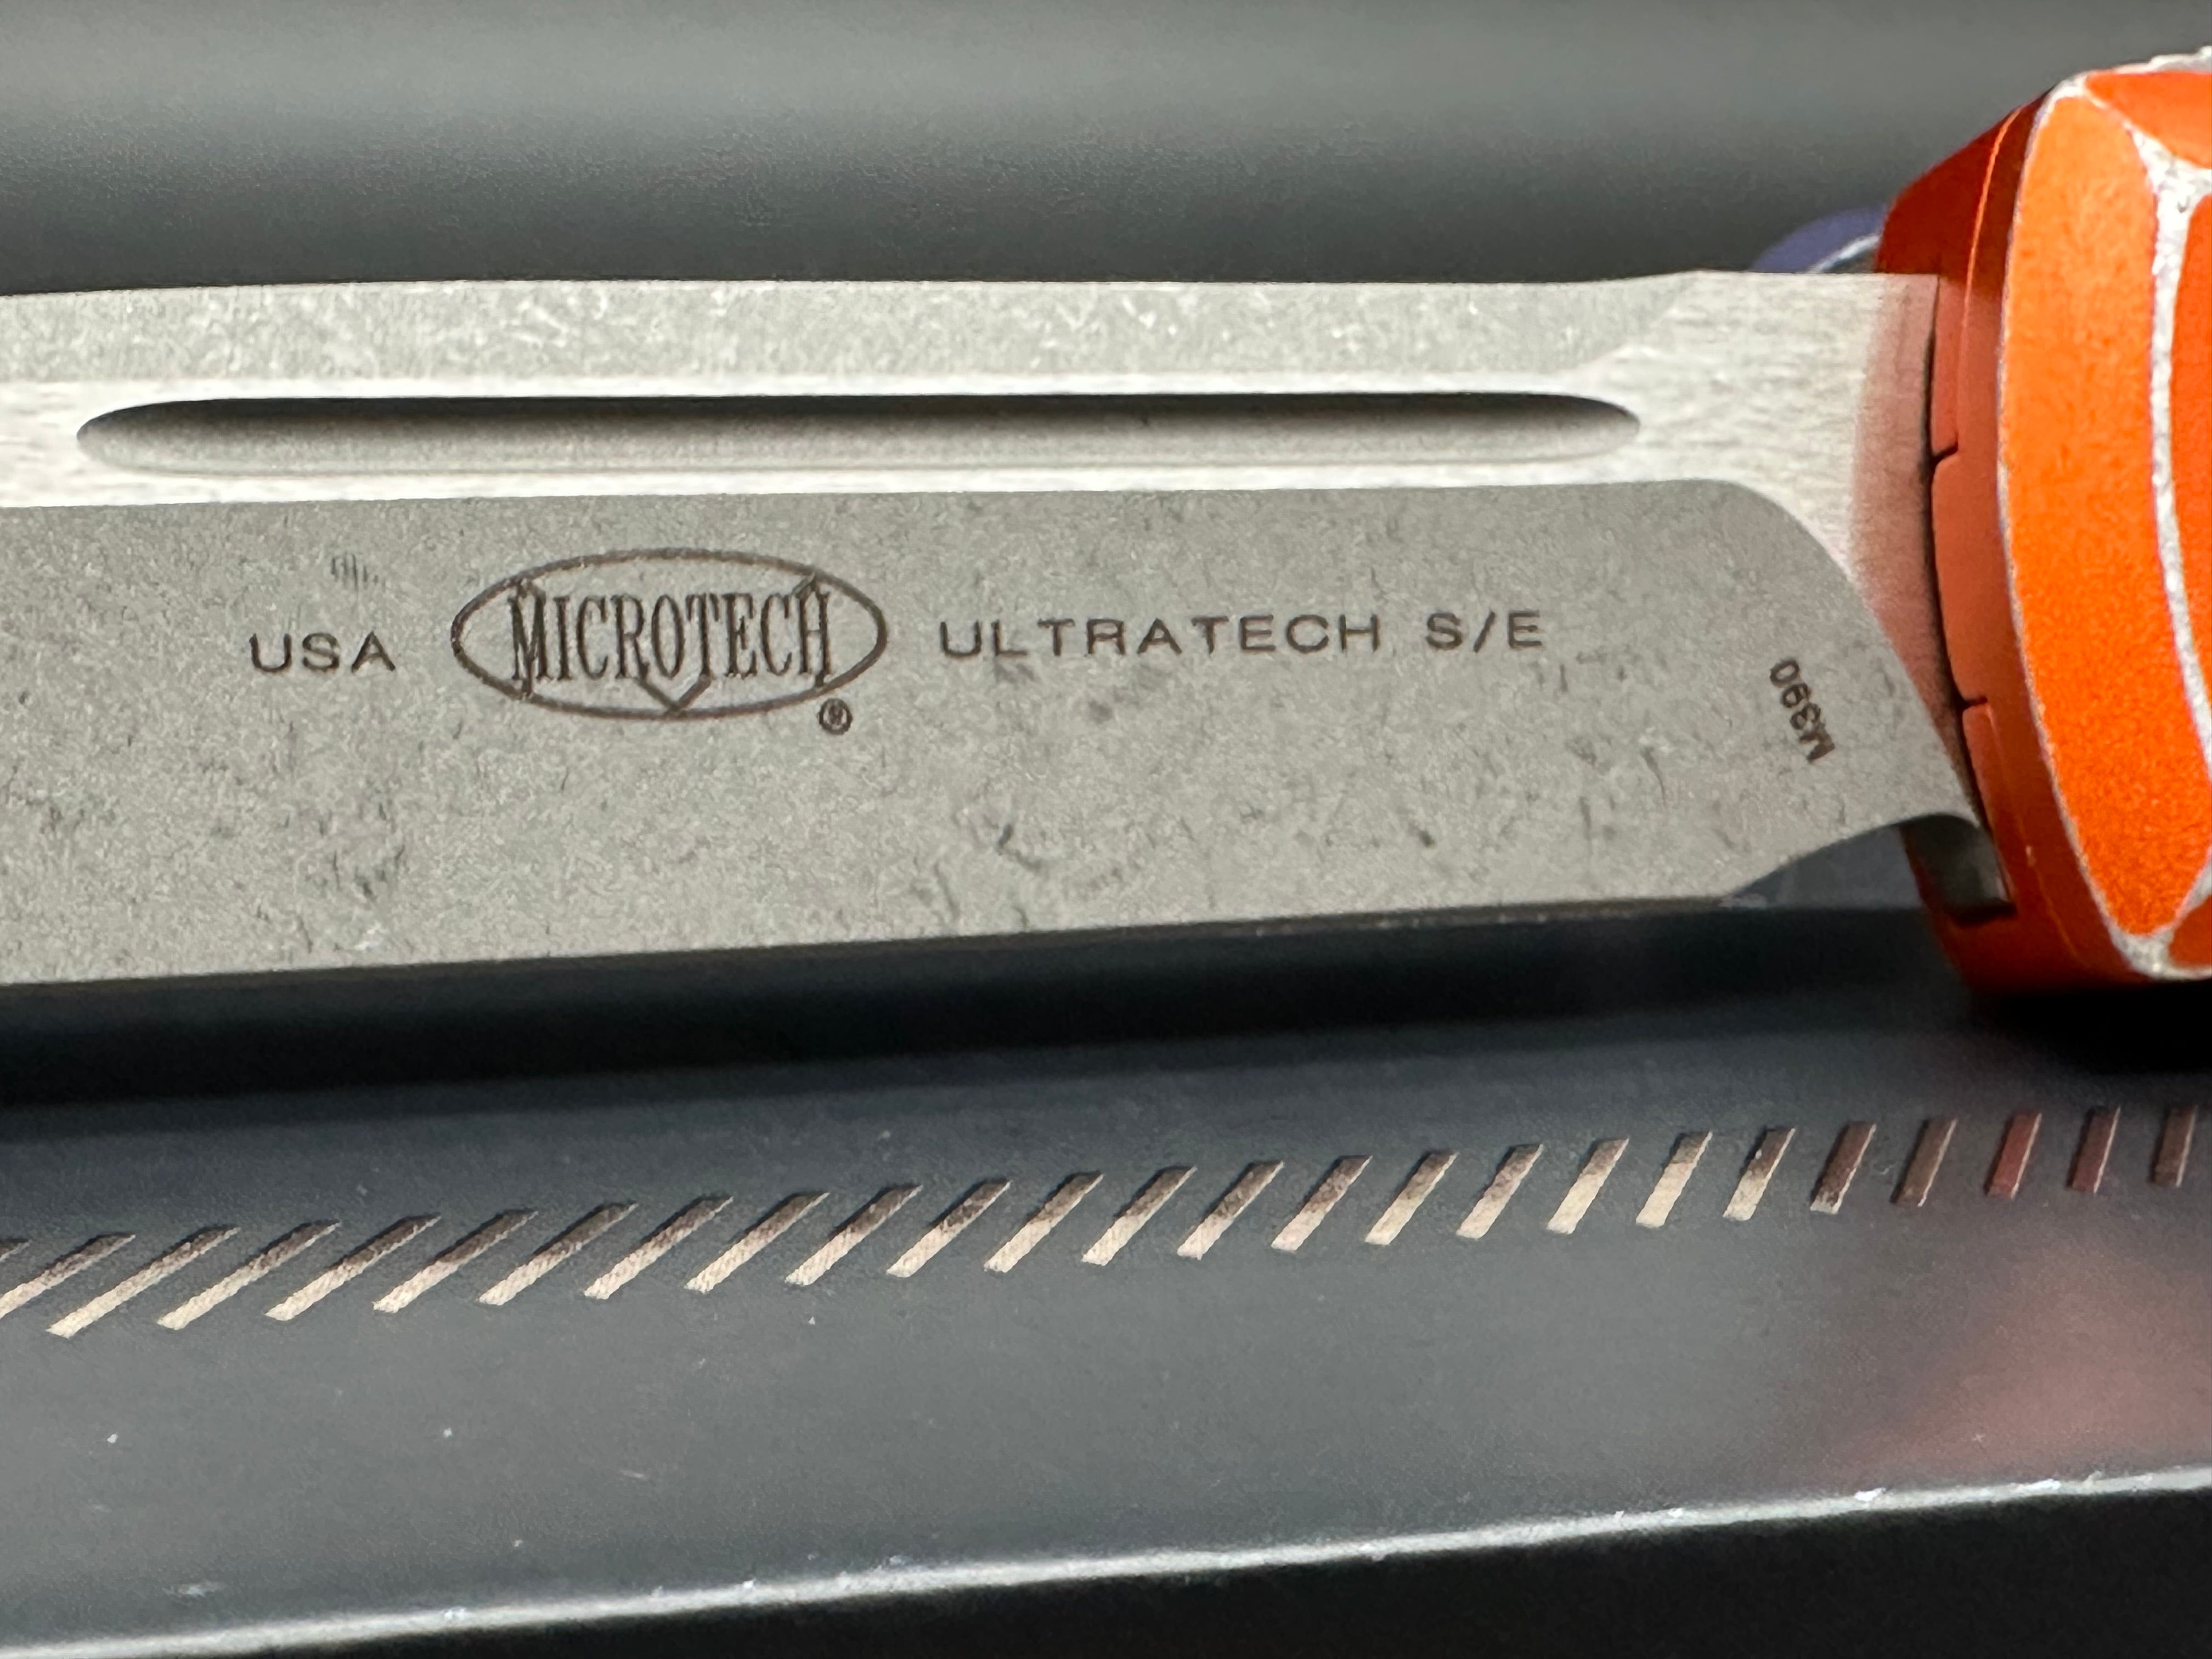 USA MICROTECH® ULTRATECH S/E
M390